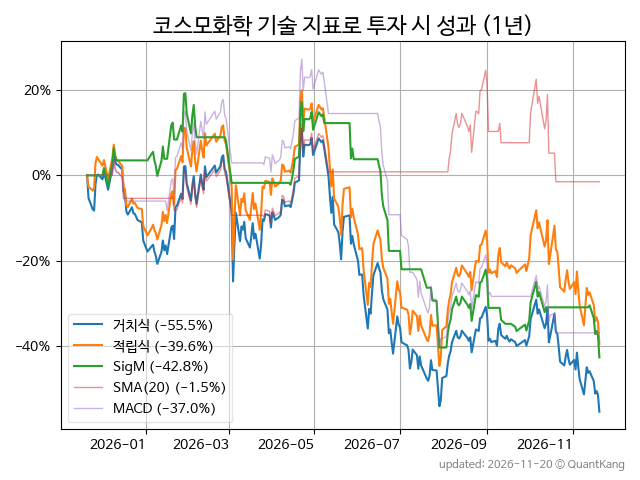 코스모화학 기술 지표로 투자 시 성과 (1년)
20%
0%
−20%
−40%
거치식 (−55.5%)
적립식 (−39.6%)
SigM (−42.8%)
SMA(20) (−1.5%)
MACD (−37.0%)
2026-01 2026-03 2026-05 2026-07 2026-09 2026-11
updated: 2026-11-20 © QuantKang